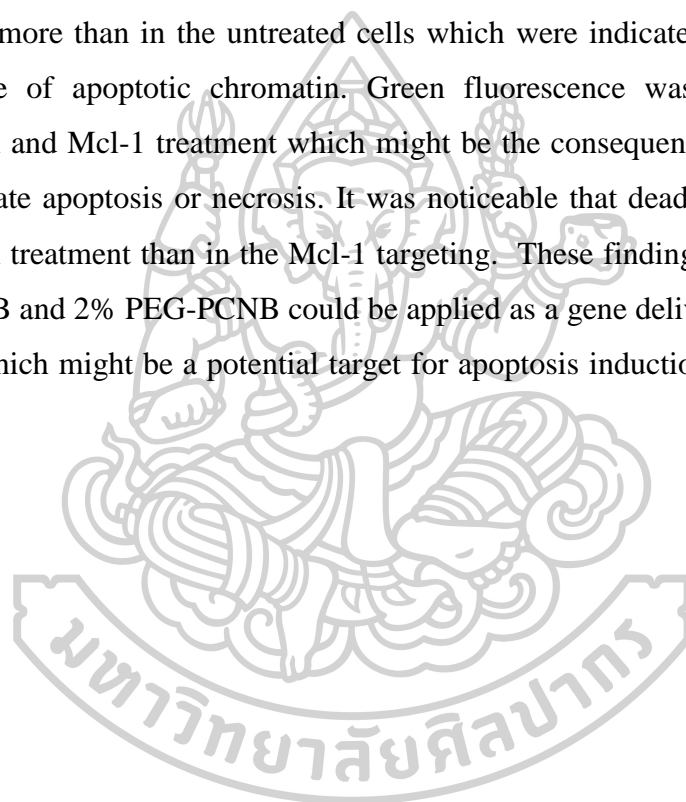 more than in the untreated cells which were indicate
e of apoptotic chromatin. Green fluorescence was
and Mcl-1 treatment which might be the consequen
ate apoptosis or necrosis. It was noticeable that dead
treatment than in the Mcl-1 targeting. These finding
B and 2% PEG-PCNB could be applied as a gene deli
hich might be a potential target for apoptosis inductio
มหาวิทยาลัยศิลปากร